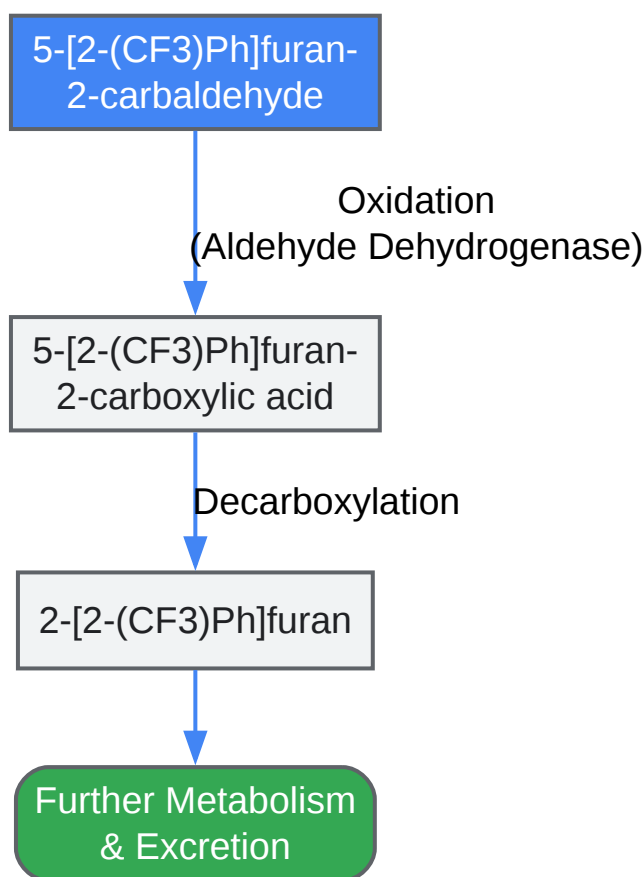 5-[2-(CF3)Ph]furan-
2-carbaldehyde
Oxidation
(Aldehyde Dehydrogenase)
5-[2-(CF3)Ph]furan-
2-carboxylic acid
Decarboxylation
2-[2-(CF3)Ph]furan
Further Metabolism
& Excretion